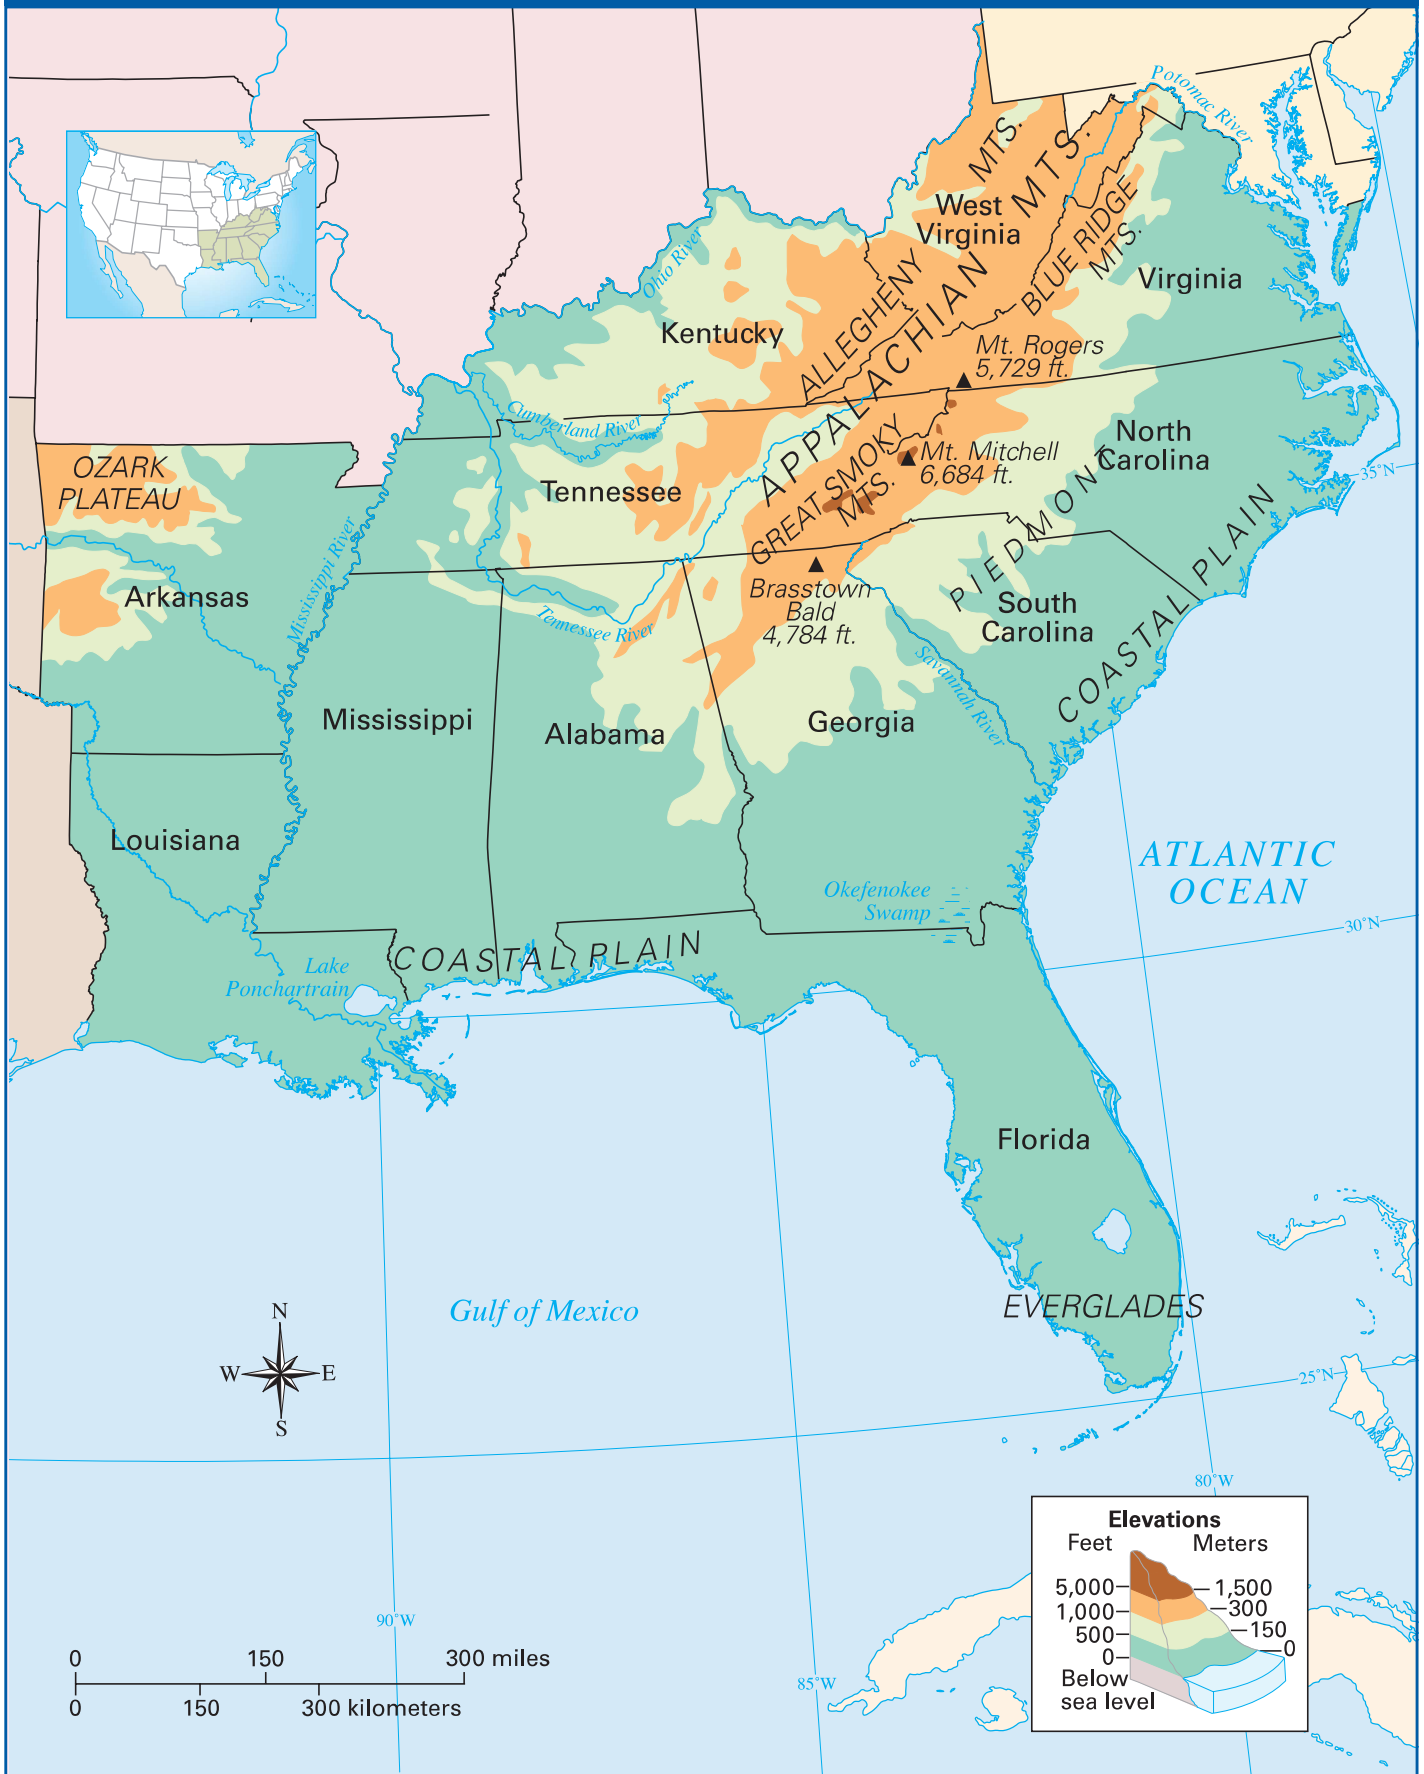 Potomac River
ALLEGHENY MTS.
APPALACHIAN MTS.
West
Virginia
BLUE RIDGE
MTS.
Virginia
Ohio River
Kentucky
Mt. Rogers
5,729 ft.
Cumberland River
North
Carolina
Mt. Mitchell
6,684 ft.
35°N
OZARK
PLATEAU
Tennessee
GREAT SMOKY
MTS.
PIEDMONT
COASTAL PLAIN
Mississippi River
Arkansas
Brasstown
Bald
4,784 ft.
Tennessee River
South
Carolina
Savannah River
Mississippi
Alabama
Georgia
Louisiana
ATLANTIC
OCEAN
Okefenokee
Swamp
30°N
COASTAL PLAIN
Lake
Ponchartrain
Florida
Gulf of Mexico
EVERGLADES
N
W
E
S
25°N
80°W
90°W
85°W
0
150
300 miles
0
150
300 kilometers
Elevations
Feet
Meters
5,000
1,500
1,000
300
500
150
0
0
Below
sea level